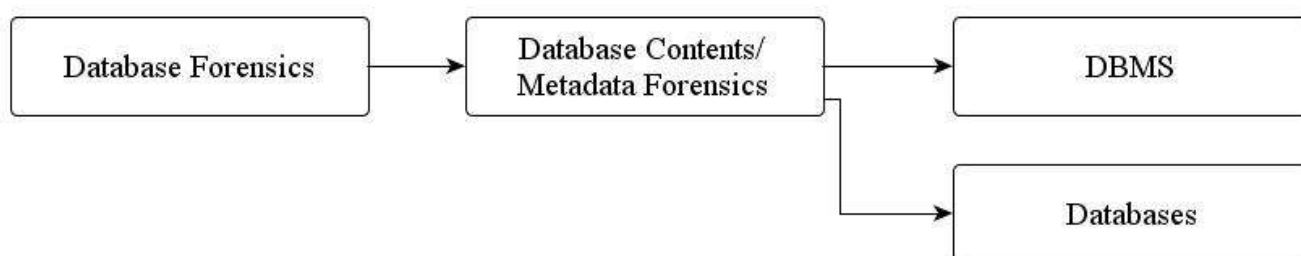 Database Forensics
Database Contents/
Metadata Forensics
DBMS
Databases